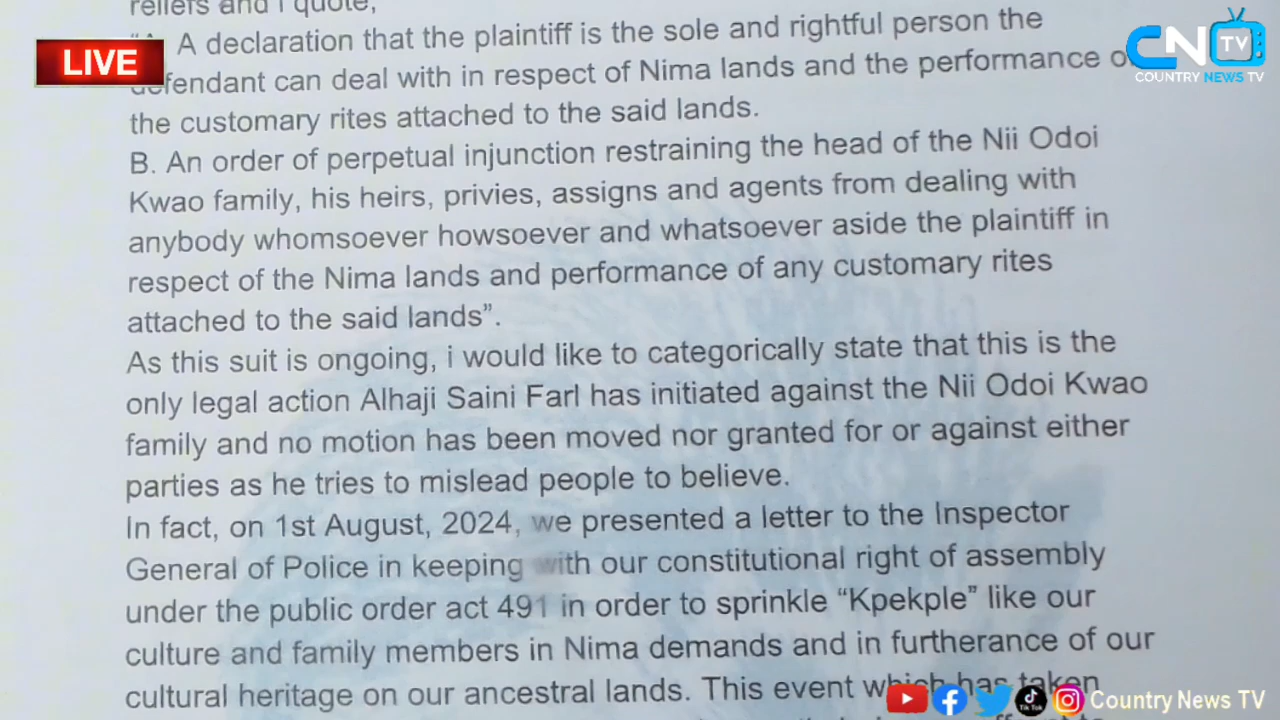 reliefs and i quote,
"A. A declaration that the plaintiff is the sole and rightful person the
defendant can deal with in respect of Nima lands and the performance
the customary rites attached to the said lands.
B. An order of perpetual injunction restraining the head of the Nii Odoi
Kwao family, his heirs, privies, assigns and agents from dealing with
anybody whomsoever howsoever and whatsoever aside the plaintiff in
respect of the Nima lands and performance of any customary rites
attached to the said lands”.
As this suit is ongoing, i would like to categorically state that this is the
only legal action Alhaji Saini Farl has initiated against the Nii Odoi Kwao
family and no motion has been moved nor granted for or against either
parties as he tries to mislead people to believe.
In fact, on 1st August, 2024, we presented a letter to the Inspector
General of Police in keeping with our constitutional right of assembly
under the public order act 491 in order to sprinkle “Kpekple” like our
culture and family members in Nima demands and in furtherance of our
cultural heritage on our ancestral lands. This event which has taken
LIVE
CN TV
COUNTRY NEWS TV
Tik Tok
Country News TV